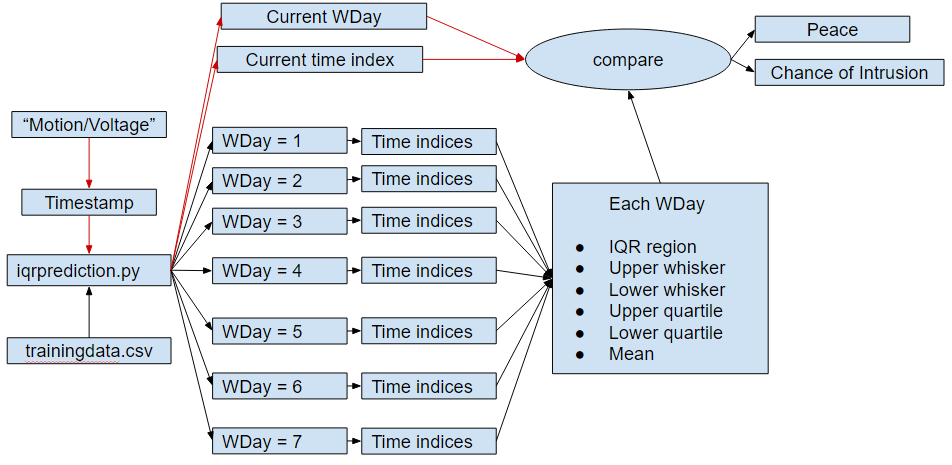 Current WDay
Current time index
compare
Peace
Chance of Intrusion
“Motion/Voltage”
Timestamp
iqrprediction.py
trainingdata.csv
WDay = 1
Time indices
WDay = 2
Time indices
WDay = 3
Time indices
WDay = 4
Time indices
WDay = 5
Time indices
WDay = 6
Time indices
WDay = 7
Time indices
Each WDay
● IQR region
● Upper whisker
● Lower whisker
● Upper quartile
● Lower quartile
● Mean